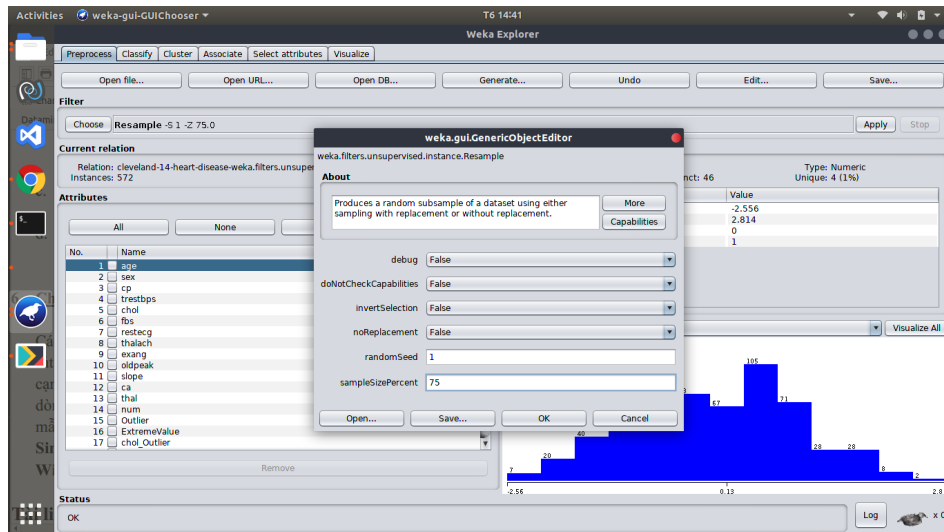 Activities weka-gui-GUIChooser T6 14:41
Weka Explorer
Preprocess Classify Cluster Associate Select attributes Visualize
Open file... Open URL... Open DB... Generate... Undo Edit... Save...
Filter
Choose Resample -S 1 -Z 75.0 Apply Stop
weka.gui.GenericObjectEditor
Current relation
weka.filters.unsupervised.instance.Resample
Relation: cleveland-14-heart-disease-weka.filters.unsupe
Type: Numeric
Instances: 572
nct: 46 Unique: 4 (1%)
About
Attributes
Value
Produces a random subsample of a dataset using either
sampling with replacement or without replacement.
More
Capabilities
-2.556
2.814
0
1
All None
No. Name
1 age
2 sex
3 cp
4 trestbps
5 chol
6 fbs
7 restecg
8 thalach
9 exang
10 oldpeak
11 slope
12 ca
13 thal
14 num
15 Outlier
16 ExtremeValue
17 chol_Outlier
debug False
doNotCheckCapabilities False
invertSelection False
noReplacement False
randomSeed 1
sampleSizePercent 75
Open... Save... OK Cancel
Visualize All
7 20 40 67 105 71 28 28 8 2
-2.56 0.13 2.8
Remove
Status
OK
Log x 0